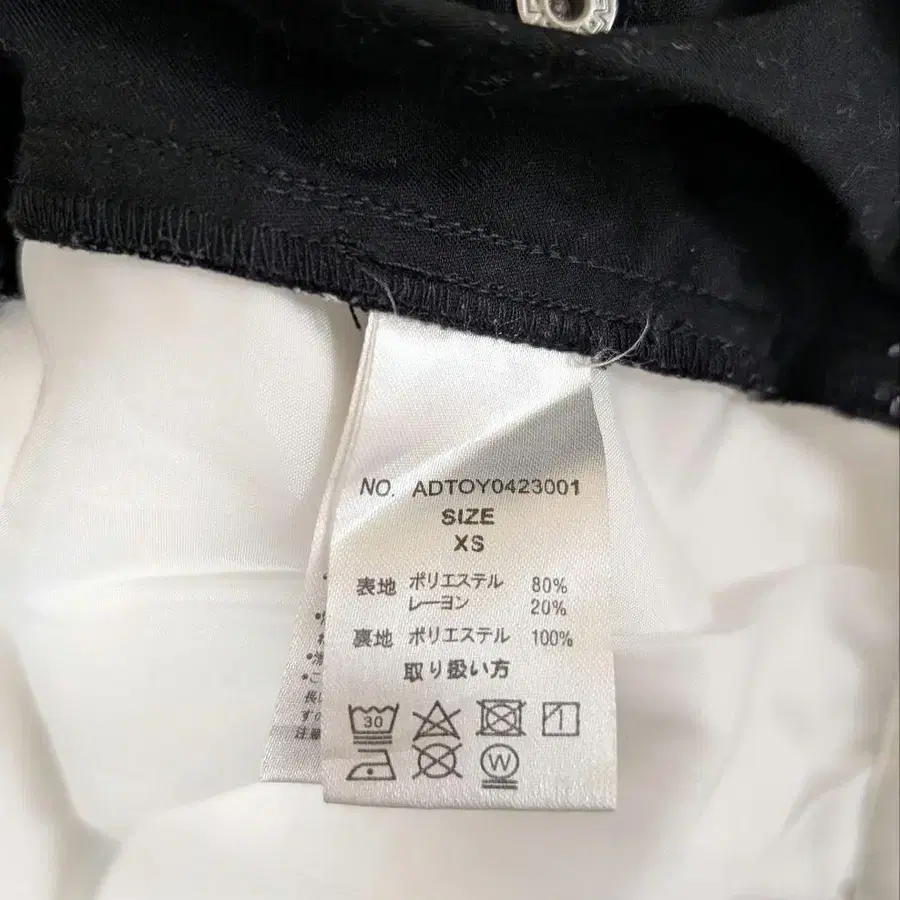 NO. ADTOY0423001
SIZE
XS
表地 ポリエステル 80%
レーヨン 20%
裏地 ポリエステル 100%
取り扱い方
30
W